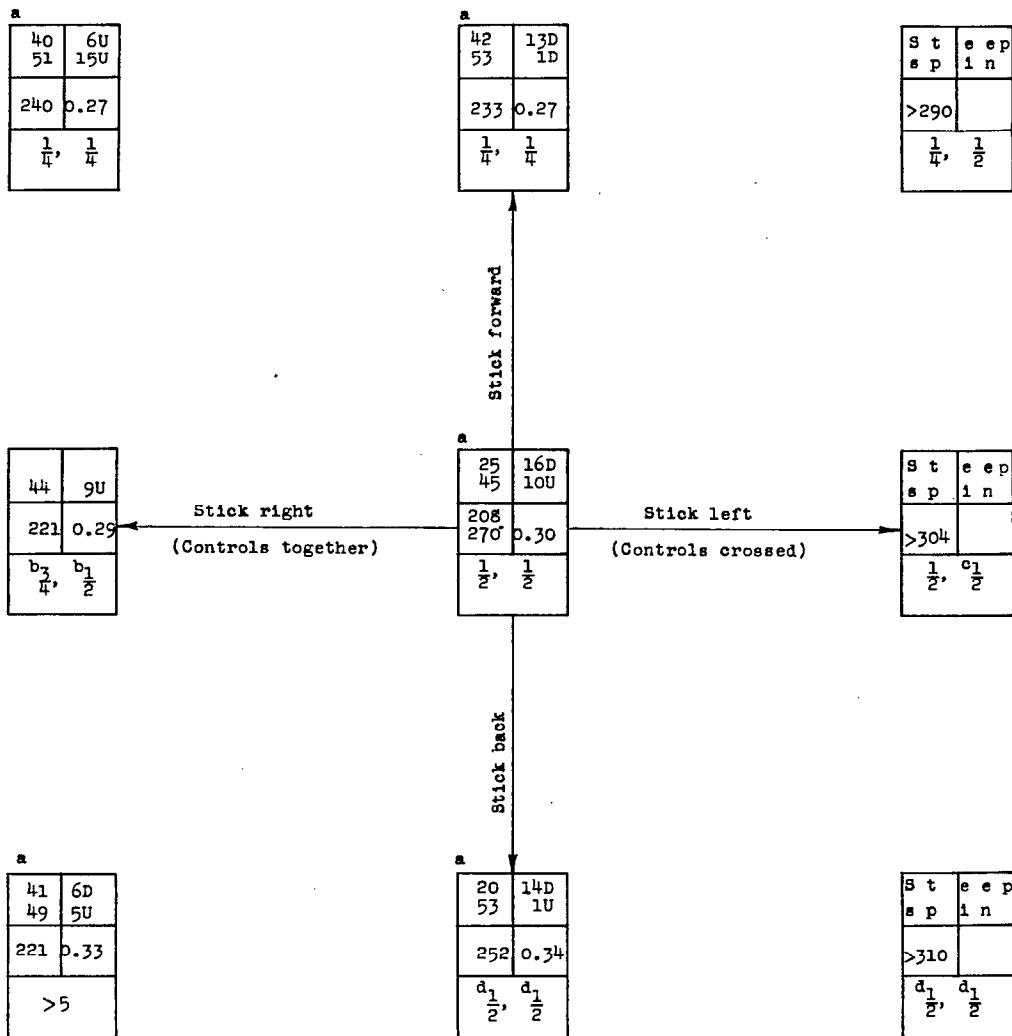 a
40 6U
51 15U
240 0.27
1/4, 1/4
a
42 13D
53 1D
233 0.27
1/4, 1/4
S t e ep
s p i n
>290
1/4, 1/2
Stick forward
44 9U
221 0.29
b3/4, b1/2
Stick right
(Controls together)
a
25 16D
45 10U
208
270 0.30
1/2, 1/2
Stick left
(Controls crossed)
S t e ep
s p i n
>304
1/2, c1/2
Stick back
a
41 6D
49 5U
221 0.33
>5
a
20 14D
53 1U
252 0.34
d1/2, d1/2
S t e e p
s p i n
>310
d1/2, d1/2